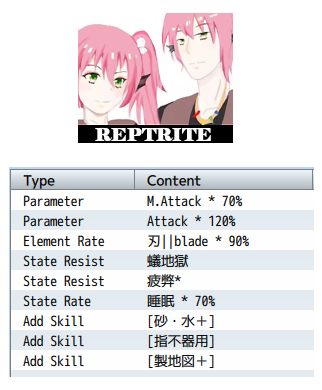 REPTRITE
Type Content
Parameter M.Attack * 70%
Parameter Attack * 120%
Element Rate 刃||blade * 90%
State Resist 蟻地獄
State Resist 疲弊*
State Rate 睡眠 * 70%
Add Skill [砂・水＋]
Add Skill [指不器用]
Add Skill [製地図＋]